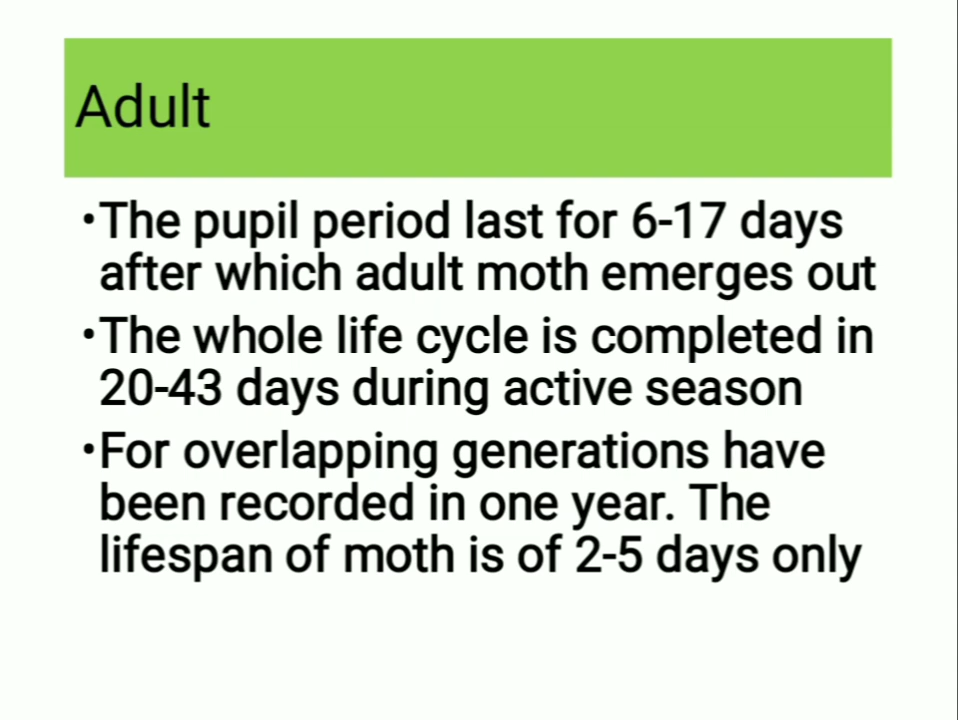 Adult
•The pupil period last for 6-17 days
after which adult moth emerges out
•The whole life cycle is completed in
20-43 days during active season
•For overlapping generations have
been recorded in one year. The
lifespan of moth is of 2-5 days only